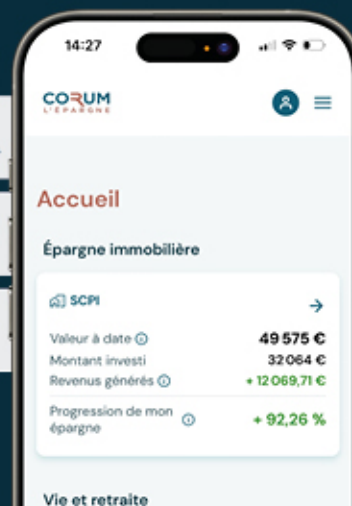 14:27
CORUM
L'ÉPARGNE
Accueil
Épargne immobilière
SCPI
Valeur à date 49 575 €
Montant investi 32 064 €
Revenus générés + 12 069,71 €
Progression de mon
épargne + 92,26 %
Vie et retraite